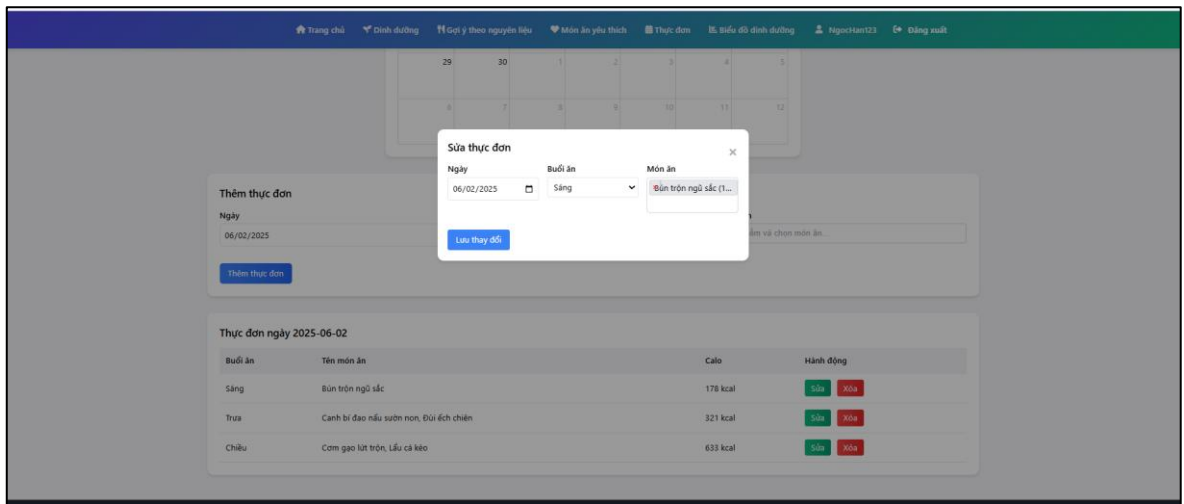 Trang chủ Dinh dưỡng Gợi ý theo nguyên liệu Món ăn yêu thích Thực đơn Biểu đồ dinh dưỡng NgocHan123 Đăng xuất
29 30 1 2 3 4 5
6 7 8 9 10 11 12
Sửa thực đơn ×
Ngày Buổi ăn Món ăn
06/02/2025 Sáng Bún trộn ngũ sắc (1...
Lưu thay đổi
Thêm thực đơn
Ngày
06/02/2025 và chọn món ăn...
Thêm thực đơn
Thực đơn ngày 2025-06-02
Buổi ăn Tên món ăn Calo Hành động
Sáng Bún trộn ngũ sắc 178 kcal Sửa Xóa
Trưa Canh bí đao nấu sườn non, Đùi ếch chiên 321 kcal Sửa Xóa
Chiều Cơm gạo lứt trộn, Lẩu cá kèo 633 kcal Sửa Xóa